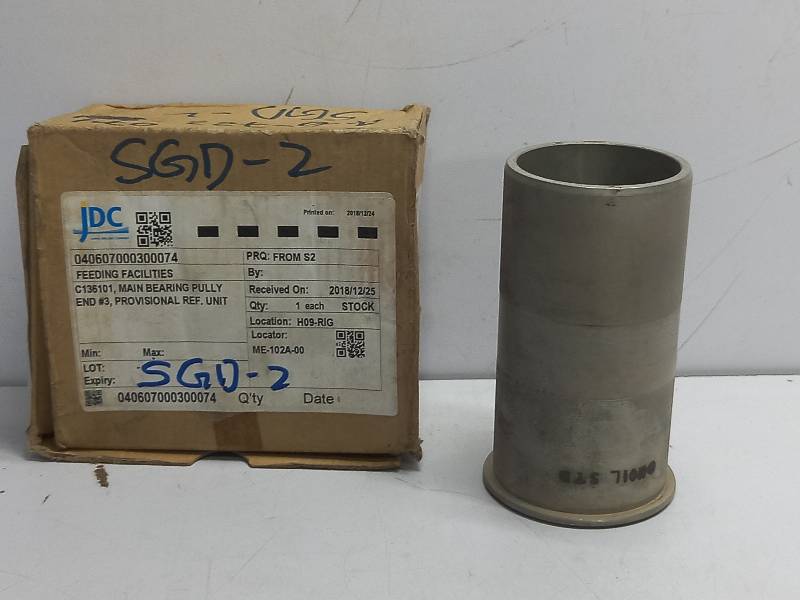 SGD-2
JDC
Printed on: 2018/12/24
040607000300074
FEEDING FACILITIES
C136101, MAIN BEARING PULLY
END #3, PROVISIONAL REF. UNIT
PRQ: FROM S2
By:
Received On: 2018/12/25
Qty: 1 each STOCK
Location: H09-RIG
Locator:
ME-102A-00
Min: Max:
LOT:
Expiry:
SGD-2
040607000300074 Q'ty Date
STD